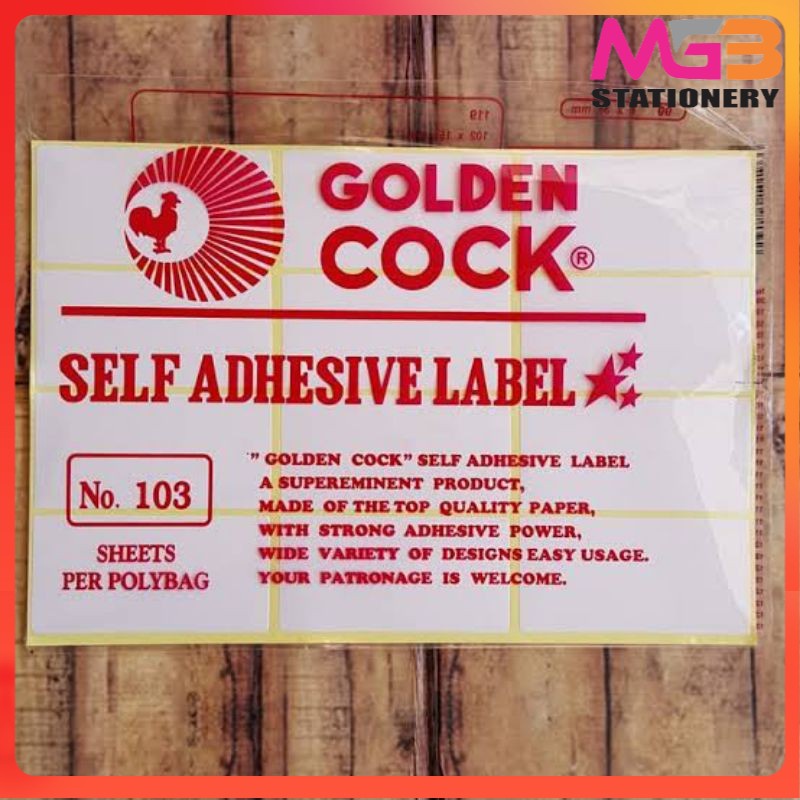 MGB
STATIONERY
119
GOLDEN
COCK®
SELF ADHESIVE LABEL
" GOLDEN COCK" SELF ADHESIVE LABEL
A SUPEREMINENT PRODUCT,
No. 103
MADE OF THE TOP QUALITY PAPER,
WITH STRONG ADHESIVE POWER,
SHEETS
WIDE VARIETY OF DESIGNS EASY USAGE.
PER POLYBAG
YOUR PATRONAGE IS WELCOME.